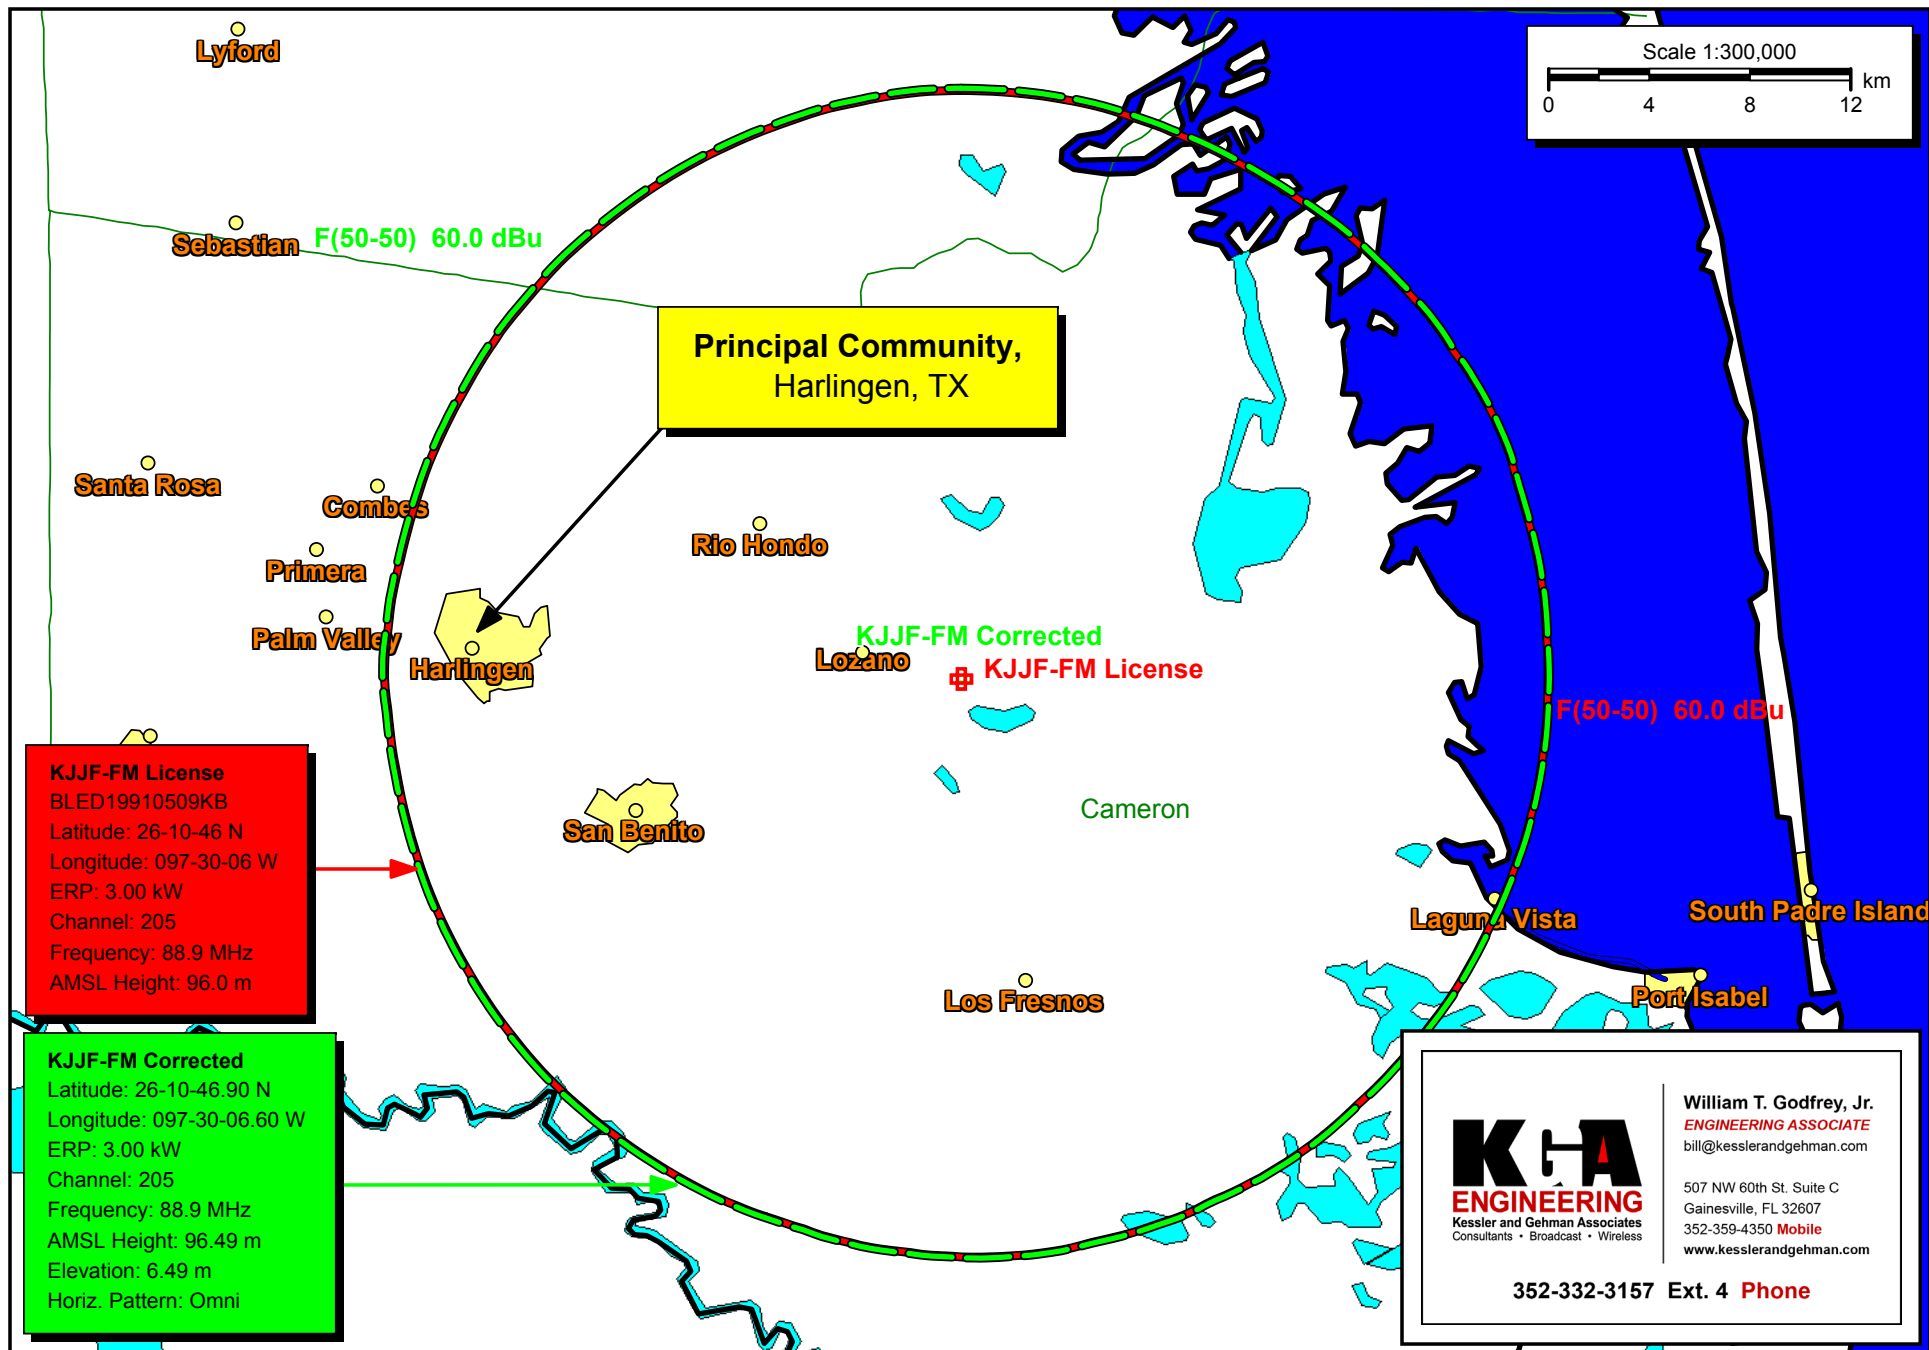 Lyford
Scale 1:300,000
km
0 4 8 12
Sebastian
F(50-50) 60.0 dBu
Principal Community,
Harlingen, TX
Santa Rosa
Combes
Rio Hondo
Primera
Palm Valley
Harlingen
KJJF-FM Corrected
Lozano
KJJF-FM License
F(50-50) 60.0 dBu
Cameron
San Benito
KJJF-FM License
BLED19910509KB
Latitude: 26-10-46 N
Longitude: 097-30-06 W
ERP: 3.00 kW
Channel: 205
Frequency: 88.9 MHz
AMSL Height: 96.0 m
Laguna Vista
South Padre Island
Los Fresnos
Port Isabel
KJJF-FM Corrected
Latitude: 26-10-46.90 N
Longitude: 097-30-06.60 W
ERP: 3.00 kW
Channel: 205
Frequency: 88.9 MHz
AMSL Height: 96.49 m
Elevation: 6.49 m
Horiz. Pattern: Omni
KGA
ENGINEERING
Kessler and Gehman Associates
Consultants • Broadcast • Wireless
William T. Godfrey, Jr.
ENGINEERING ASSOCIATE
bill@kesslerandgehman.com
507 NW 60th St. Suite C
Gainesville, FL 32607
352-359-4350 Mobile
www.kesslerandgehman.com
352-332-3157 Ext. 4 Phone